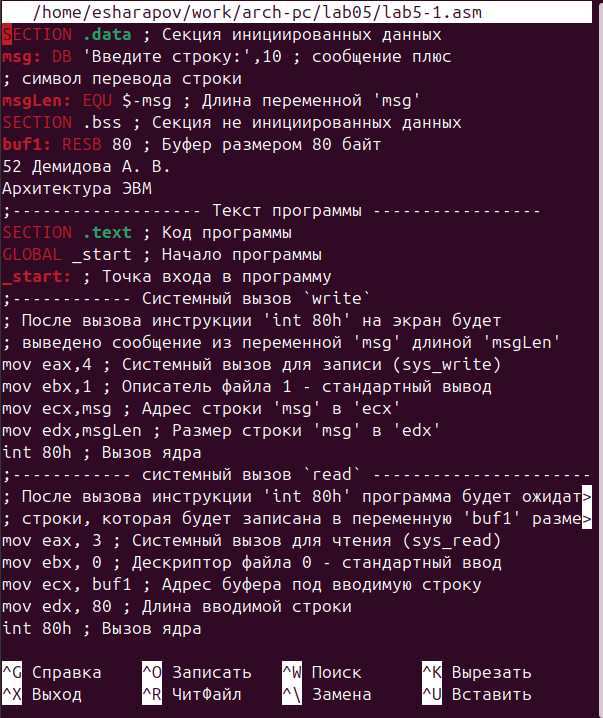 /home/esharapov/work/arch-pc/lab05/lab5-1.asm
SECTION .data ; Секция инициированных данных
msg: DB 'Введите строку:',10 ; сообщение плюс
; символ перевода строки
msgLen: EQU $-msg ; Длина переменной 'msg'
SECTION .bss ; Секция не инициированных данных
buf1: RESB 80 ; Буфер размером 80 байт
52 Демидова А. В.
Архитектура ЭВМ
;------------------- Текст программы -----------------
SECTION .text ; Код программы
GLOBAL _start ; Начало программы
_start: ; Точка входа в программу
;------------ Cистемный вызов `write`
; После вызова инструкции 'int 80h' на экран будет
; выведено сообщение из переменной 'msg' длиной 'msgLen'
mov eax,4 ; Системный вызов для записи (sys_write)
mov ebx,1 ; Описатель файла 1 - стандартный вывод
mov ecx,msg ; Адрес строки 'msg' в 'ecx'
mov edx,msgLen ; Размер строки 'msg' в 'edx'
int 80h ; Вызов ядра
;------------ системный вызов `read` ----------------------
; После вызова инструкции 'int 80h' программа будет ожидат>
; строки, которая будет записана в переменную 'buf1' разме>
mov eax, 3 ; Системный вызов для чтения (sys_read)
mov ebx, 0 ; Дескриптор файла 0 - стандартный ввод
mov ecx, buf1 ; Адрес буфера под вводимую строку
mov edx, 80 ; Длина вводимой строки
int 80h ; Вызов ядра
^G Справка ^O Записать ^W Поиск ^K Вырезать
^X Выход ^R ЧитФайл ^\ Замена ^U Вставить